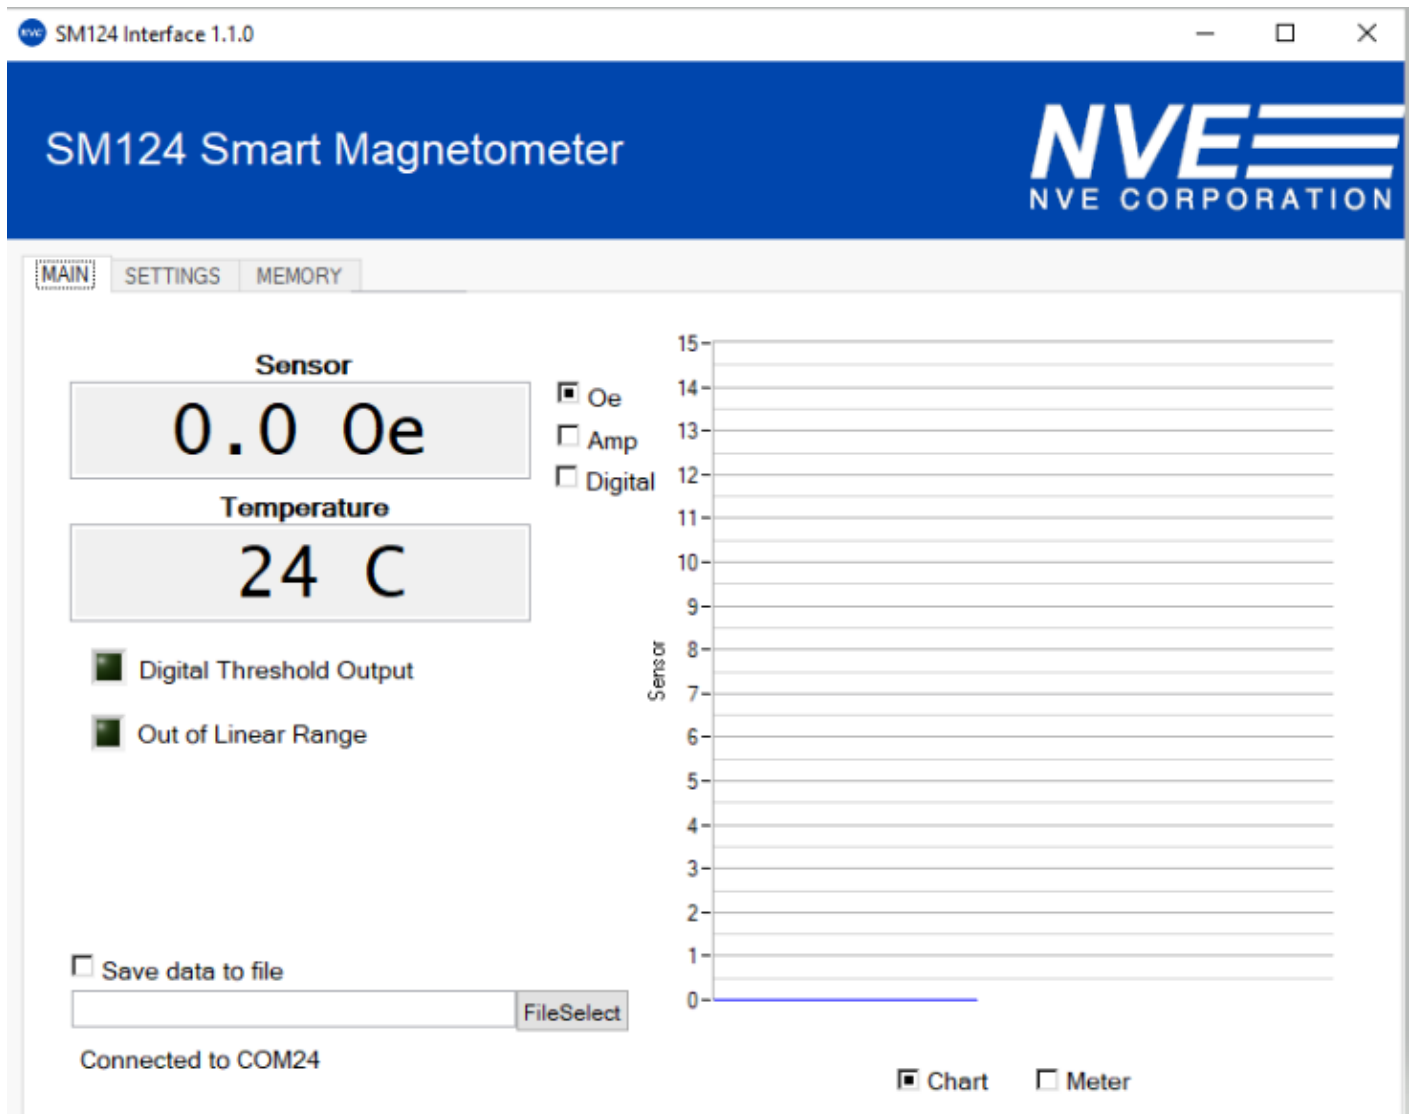 SM124 Interface 1.1.0
SM124 Smart Magnetometer
NVE
NVE CORPORATION
MAIN
SETTINGS
MEMORY
Sensor
0.0 Oe
Oe
Amp
Digital
Temperature
24 C
Digital Threshold Output
Out of Linear Range
Save data to file
FileSelect
Connected to COM24
Sensor
15
14
13
12
11
10
9
8
7
6
5
4
3
2
1
0
Chart
Meter